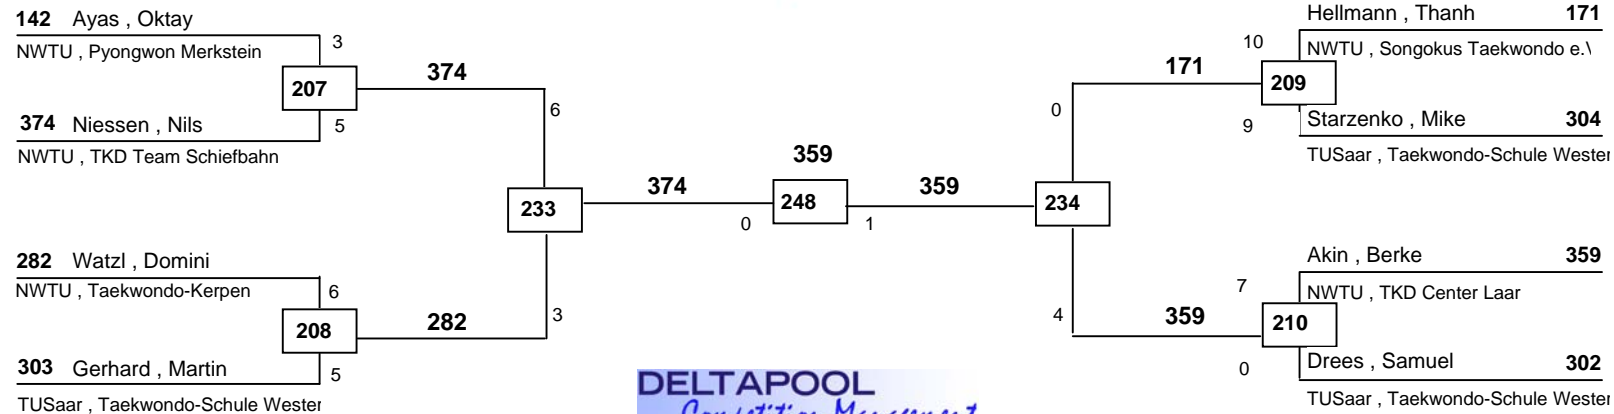 142 Ayas , Oktay
NWTU , Pyongwon Merkstein
3
207
374
5
374 Niessen , Nils
NWTU , TKD Team Schiefbahn
6
233
374
282 Watzl , Domini
NWTU , Taekwondo-Kerpen
6
208
282
3
303 Gerhard , Martin
5
TUSaar , Taekwondo-Schule Wester
359
248
0
1
359
Hellmann , Thanh 171
10
NWTU , Songokus Taekwondo e.V
171
209
0
9
Starzenko , Mike 304
TUSaar , Taekwondo-Schule Wester
234
Akin , Berke 359
7
NWTU , TKD Center Laar
4
359
210
0
Drees , Samuel 302
TUSaar , Taekwondo-Schule Wester
DELTAPOOL
Competition Management